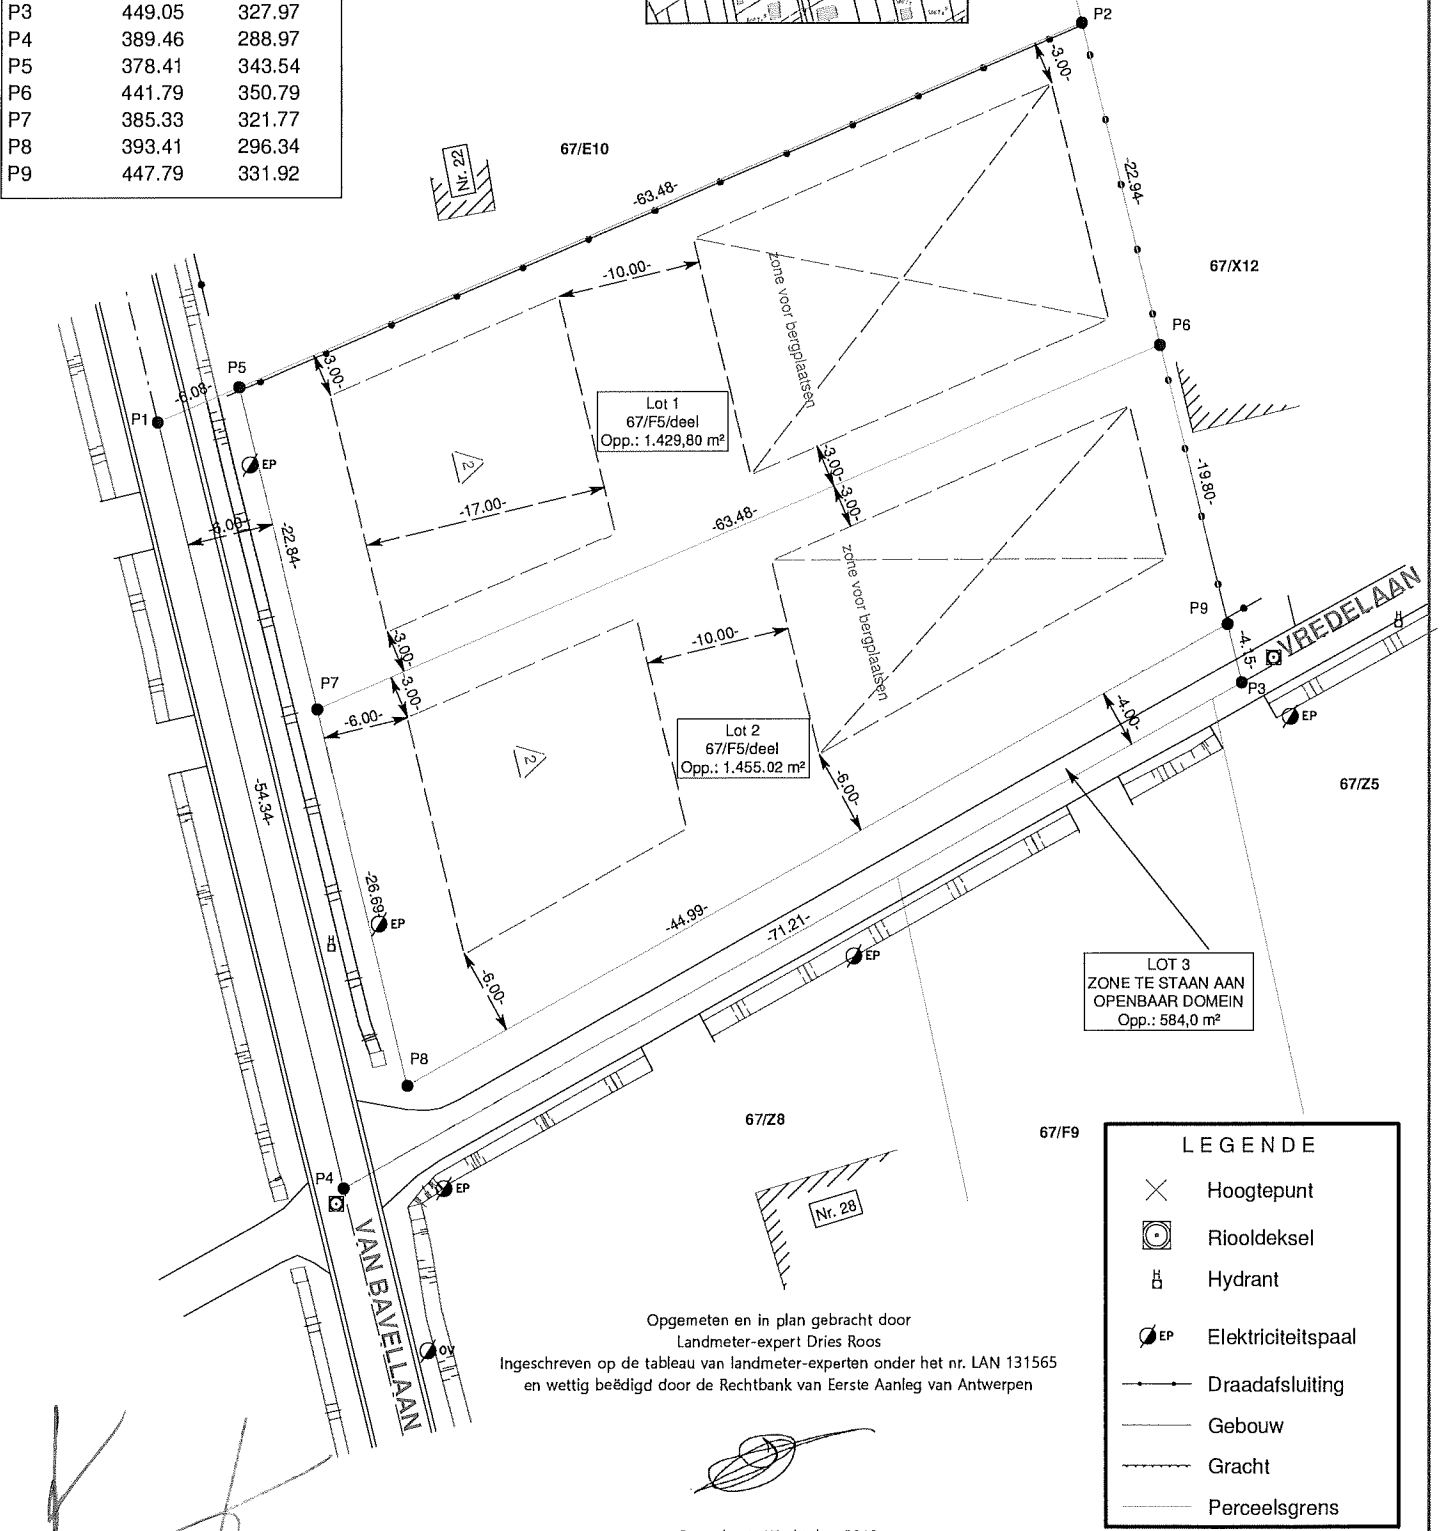 P3 449.05 327.97
P4 389.46 288.97
P5 378.41 343.54
P6 441.79 350.79
P7 385.33 321.77
P8 393.41 296.34
P9 447.79 331.92
P2
-3.00-
67/E10
Nr. 22
-63.48-
-22.94-
-10.00-
zone voor bergplaatsen
67/X12
P6
P5
-3.00-
-6.08-
P1
Lot 1
67/F5/deel
Opp.: 1.429,80 m²
EP
2
-3.00-
-3.00-
-19.80-
-17.00-
-63.48-
-6.00-
-22.84-
zone voor bergplaatsen
VREDELAAN
H
P9
-4.15-
-10.00-
-3.00-
-3.00-
P7
-6.00-
P3
EP
-4.00-
Lot 2
67/F5/deel
Opp.: 1.455.02 m²
2
-6.00-
67/Z5
-54.34-
-26.69-
EP
H
-44.99-
-71.21-
EP
-6.00-
LOT 3
ZONE TE STAAN AAN
OPENBAAR DOMEIN
Opp.: 584,0 m²
P8
67/Z8
67/F9
P4
EP
Nr. 28
VAN BAVELLAAN
OV
LEGENDE
Hoogtepunt
Riooldeksel
H
Hydrant
EP Elektriciteitspaal
Draadafsluiting
Gebouw
Gracht
Perceelsgrens
Opgemeten en in plan gebracht door
Landmeter-expert Dries Roos
Ingeschreven op de tableau van landmeter-experten onder het nr. LAN 131565
en wettig beëdigd door de Rechtbank van Eerste Aanleg van Antwerpen